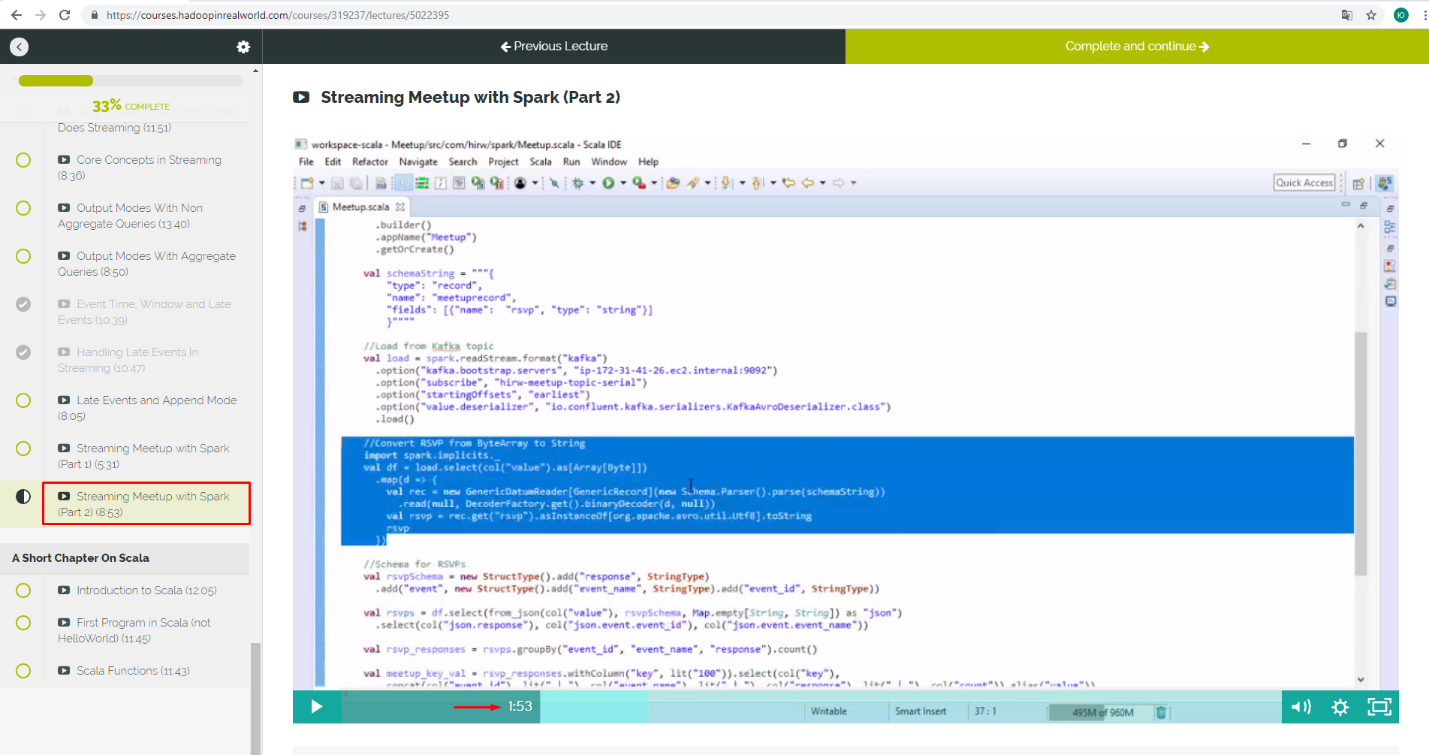 https://courses.hadoopinrealworld.com/courses/319237/lectures/5022395
Previous Lecture
Complete and continue
33% COMPLETE
Does Streaming (11:51)
Core Concepts in Streaming
(8:36)
Output Modes With Non
Aggregate Queries (13:40)
Output Modes With Aggregate
Queries (8:50)
Event Time, Window and Late
Events (10:39)
Handling Late Events In
Streaming (10:47)
Late Events and Append Mode
(8:05)
Streaming Meetup with Spark
(Part 1) (5:31)
Streaming Meetup with Spark
(Part 2) (8:53)
A Short Chapter On Scala
Introduction to Scala (12:05)
First Program in Scala (not
HelloWorld) (11:45)
Scala Functions (11:43)
Streaming Meetup with Spark (Part 2)
workspace-scala - Meetup/src/com/hirw/spark/Meetup.scala - Scala IDE
File Edit Refactor Navigate Search Project Scala Run Window Help
Quick Access
Meetup.scala
.builder()
.appName("Meetup")
.getOrCreate()
val schemaString = """{
"type": "record",
"name": "meetuprecord",
"fields": [{"name": "rsvp", "type": "string"}]
}""""
//Load from Kafka topic
val load = spark.readStream.format("kafka")
.option("kafka.bootstrap.servers", "ip-172-31-41-26.ec2.internal:9092")
.option("subscribe", "hirw-meetup-topic-serial")
.option("startingOffsets", "earliest")
.option("value.deserializer", "io.confluent.kafka.serializers.KafkaAvroDeserializer.class")
.load()
//Convert RSVP from ByteArray to String
import spark.implicits._
val df = load.select(col("value").as[Array[Byte]])
.map(d => {
val rec = new GenericDatumReader[GenericRecord](new Schema.Parser().parse(schemaString))
.read(null, DecoderFactory.get().binaryDecoder(d, null))
val rsvp = rec.get("rsvp").asInstanceOf[org.apache.avro.util.Utf8].toString
rsvp
})
//Schema for RSVPs
val rsvpSchema = new StructType().add("response", StringType)
.add("event", new StructType().add("event_name", StringType).add("event_id", StringType))
val rsvps = df.select(from_json(col("value"), rsvpSchema, Map.empty[String, String]) as "json")
.select(col("json.response"), col("json.event.event_id"), col("json.event.event_name"))
val rsvp_responses = rsvps.groupBy("event_id", "event_name", "response").count()
val meetup_key_val = rsvp_responses.withColumn("key", lit("100")).select(col("key"),
concat(col("event_id"), lit(" | "), col("event_name"), lit(" | "), col("response"), lit(" | "), col("count")).alias("value"))
1:53
Writable
Smart Insert
37 : 1
495M of 960M